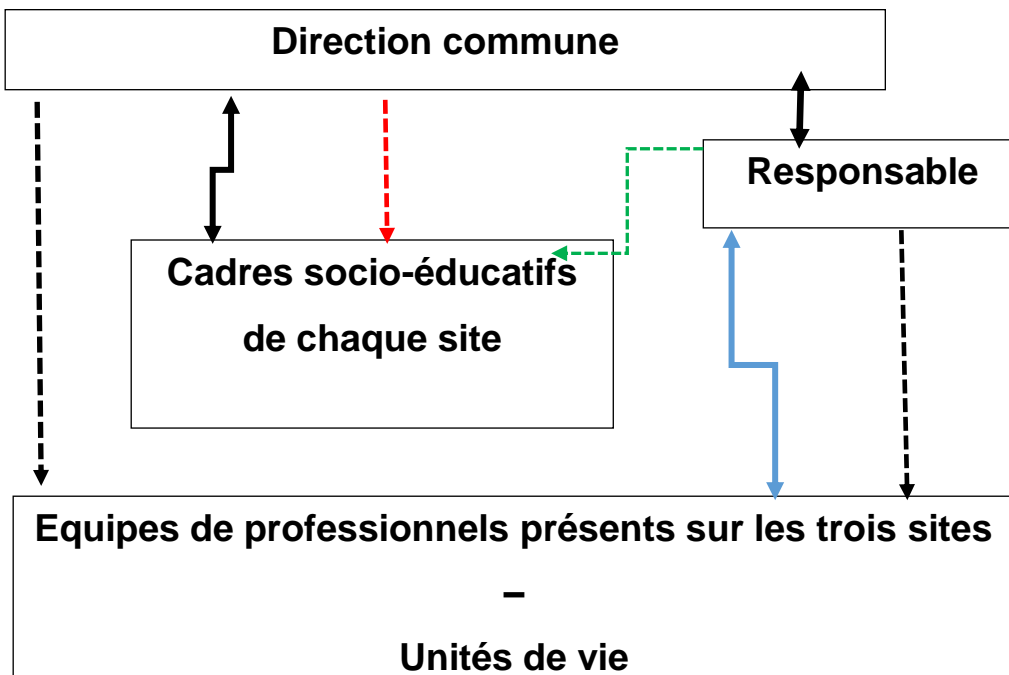 Direction commune
Responsable
Cadres socio-éducatifs
de chaque site
Equipes de professionnels présents sur les trois sites
–
Unités de vie